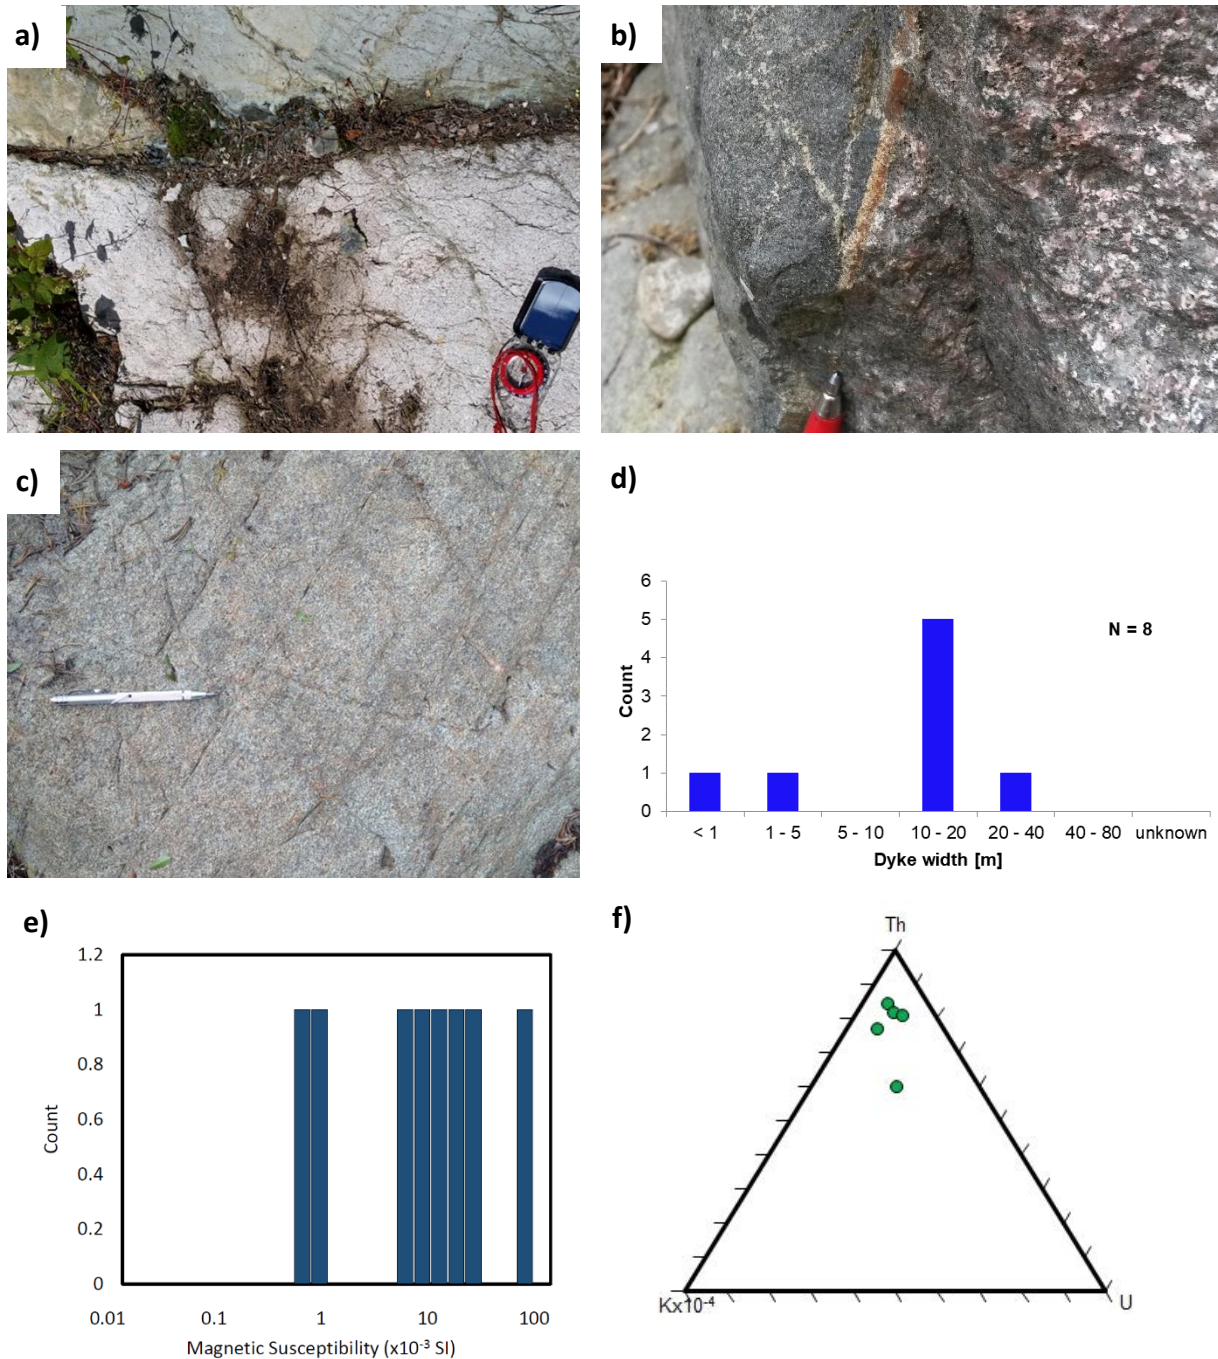 a)
b)
c)
d)
6
5
4
3
2
1
0
Count
N = 8
< 1
1 - 5
5 - 10
10 - 20
20 - 40
40 - 80
unknown
Dyke width [m]
e)
1.2
1
0.8
0.6
0.4
0.2
0
Count
0.01
0.1
1
10
100
Magnetic Susceptibility (x10⁻³ SI)
f)
Th
Kx10⁻⁴
U